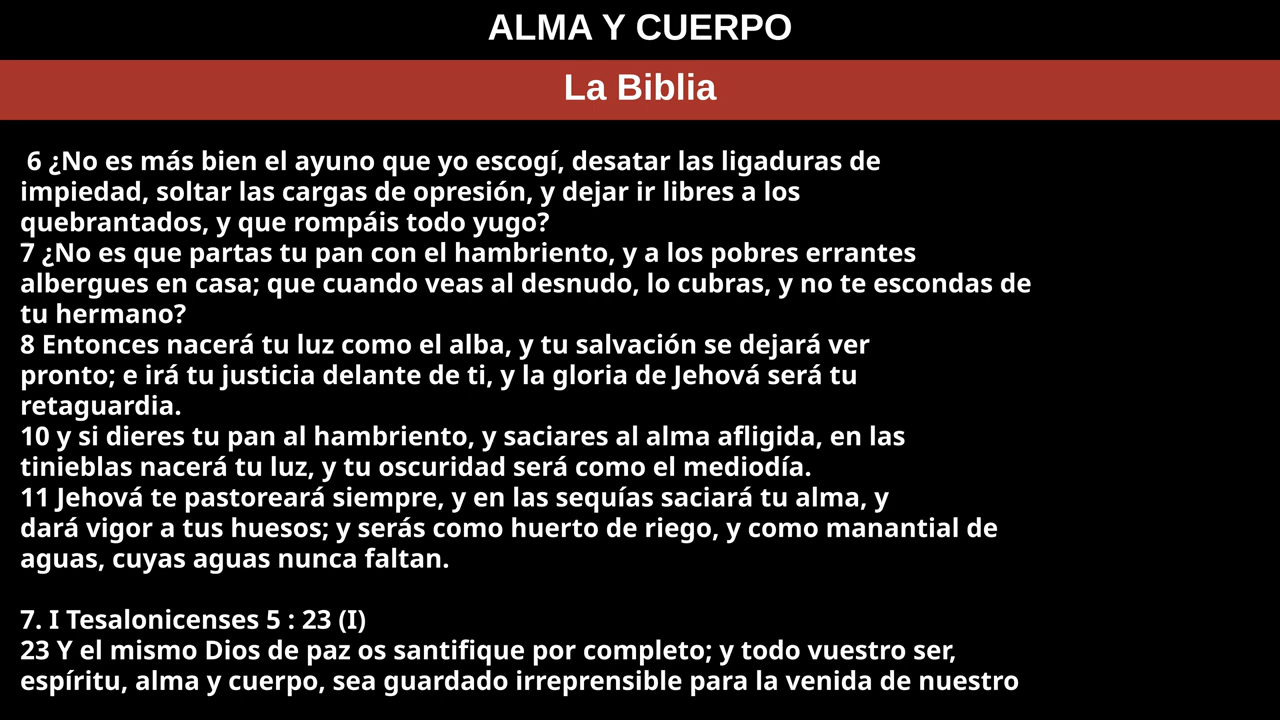 ALMA Y CUERPO
La Biblia
6 ¿No es más bien el ayuno que yo escogí, desatar las ligaduras de
impiedad, soltar las cargas de opresión, y dejar ir libres a los
quebrantados, y que rompáis todo yugo?
7 ¿No es que partas tu pan con el hambriento, y a los pobres errantes
albergues en casa; que cuando veas al desnudo, lo cubras, y no te escondas de
tu hermano?
8 Entonces nacerá tu luz como el alba, y tu salvación se dejará ver
pronto; e irá tu justicia delante de ti, y la gloria de Jehová será tu
retaguardia.
10 y si dieres tu pan al hambriento, y saciares al alma afligida, en las
tinieblas nacerá tu luz, y tu oscuridad será como el mediodía.
11 Jehová te pastoreará siempre, y en las sequías saciará tu alma, y
dará vigor a tus huesos; y serás como huerto de riego, y como manantial de
aguas, cuyas aguas nunca faltan.
7. I Tesalonicenses 5 : 23 (I)
23 Y el mismo Dios de paz os santifique por completo; y todo vuestro ser,
espíritu, alma y cuerpo, sea guardado irreprensible para la venida de nuestro